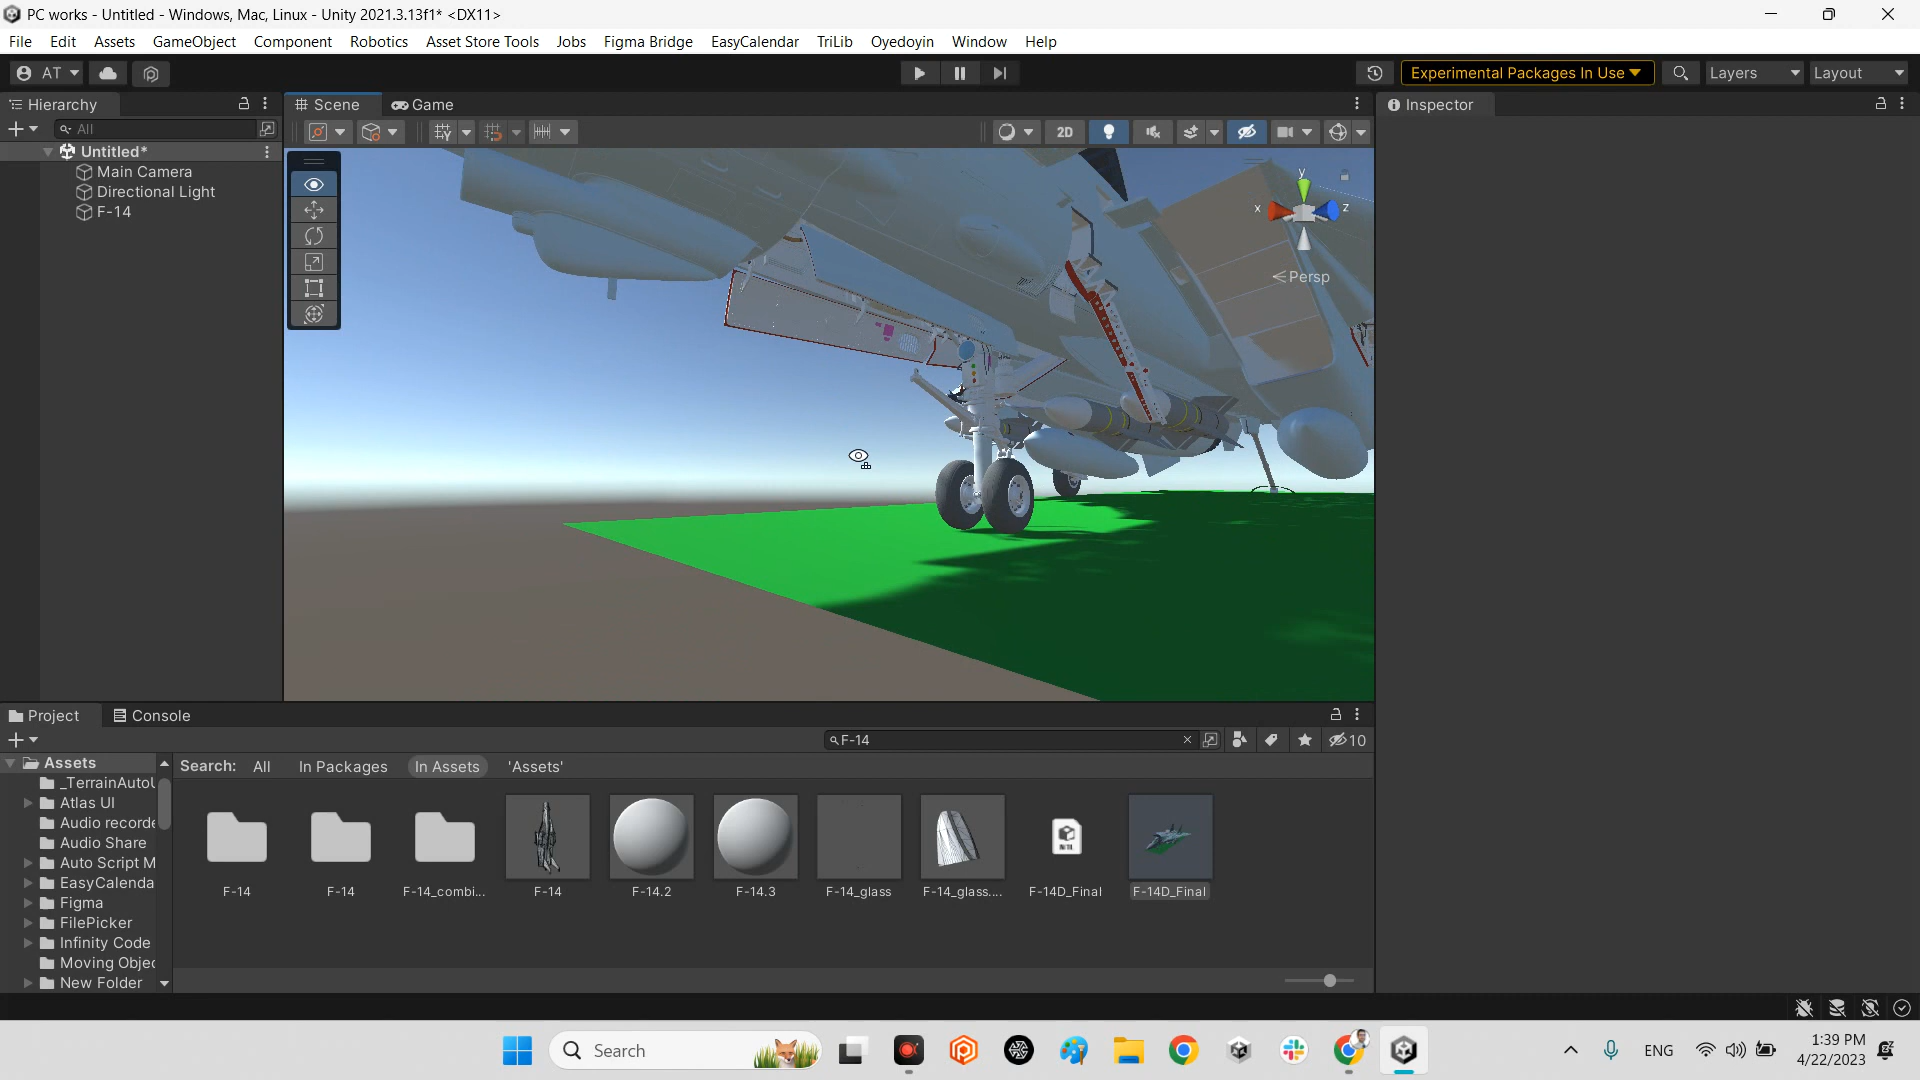 PC works - Untitled - Windows, Mac, Linux - Unity 2021.3.13f1* <DX11>
File Edit Assets GameObject Component Robotics Asset Store Tools Jobs Figma Bridge EasyCalendar TriLib Oyedoyin Window Help
AT Experimental Packages In Use Layers Layout
Hierarchy Scene Game Inspector
All 2D
Untitled*
Main Camera
Directional Light
F-14
y
x z
Persp
Project Console
F-14 10
Assets Search: All In Packages In Assets 'Assets'
_TerrainAutoU
Atlas UI
Audio recorde
Audio Share
Auto Script M
EasyCalenda
Figma
FilePicker
Infinity Code
Moving Objec
New Folder
F-14 F-14 F-14_combi... F-14 F-14.2 F-14.3 F-14_glass F-14_glass.... F-14D_Final F-14D_Final
Search ENG 1:39 PM
4/22/2023